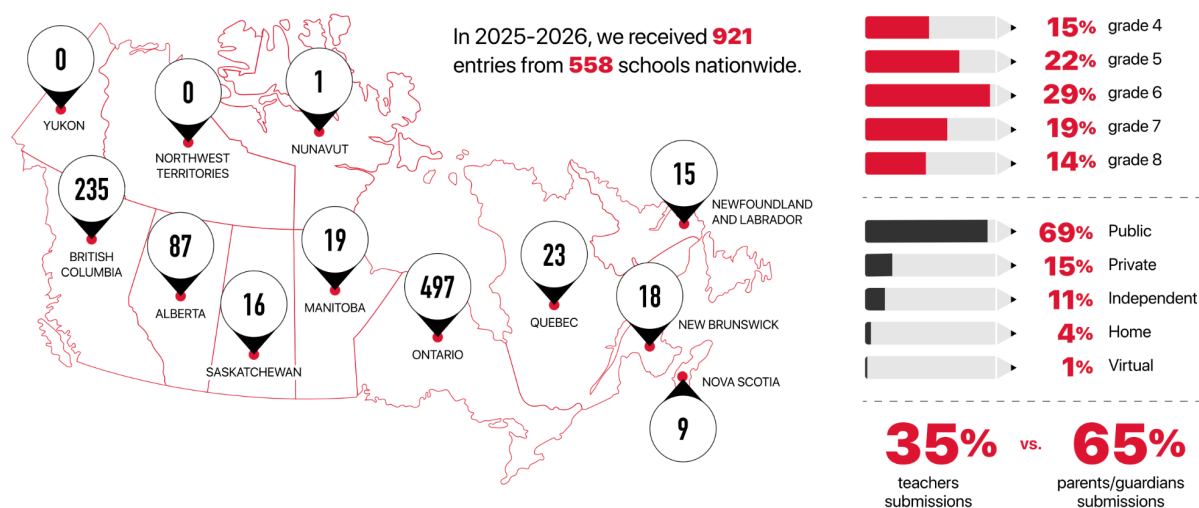 In 2025-2026, we received 921
entries from 558 schools nationwide.
0
YUKON
0
NORTHWEST
TERRITORIES
1
NUNAVUT
235
BRITISH
COLUMBIA
87
ALBERTA
16
SASKATCHEWAN
19
MANITOBA
497
ONTARIO
23
QUEBEC
15
NEWFOUNDLAND
AND LABRADOR
18
NEW BRUNSWICK
NOVA SCOTIA
9
15% grade 4
22% grade 5
29% grade 6
19% grade 7
14% grade 8
69% Public
15% Private
11% Independent
4% Home
1% Virtual
35% vs. 65%
teachers
submissions
parents/guardians
submissions